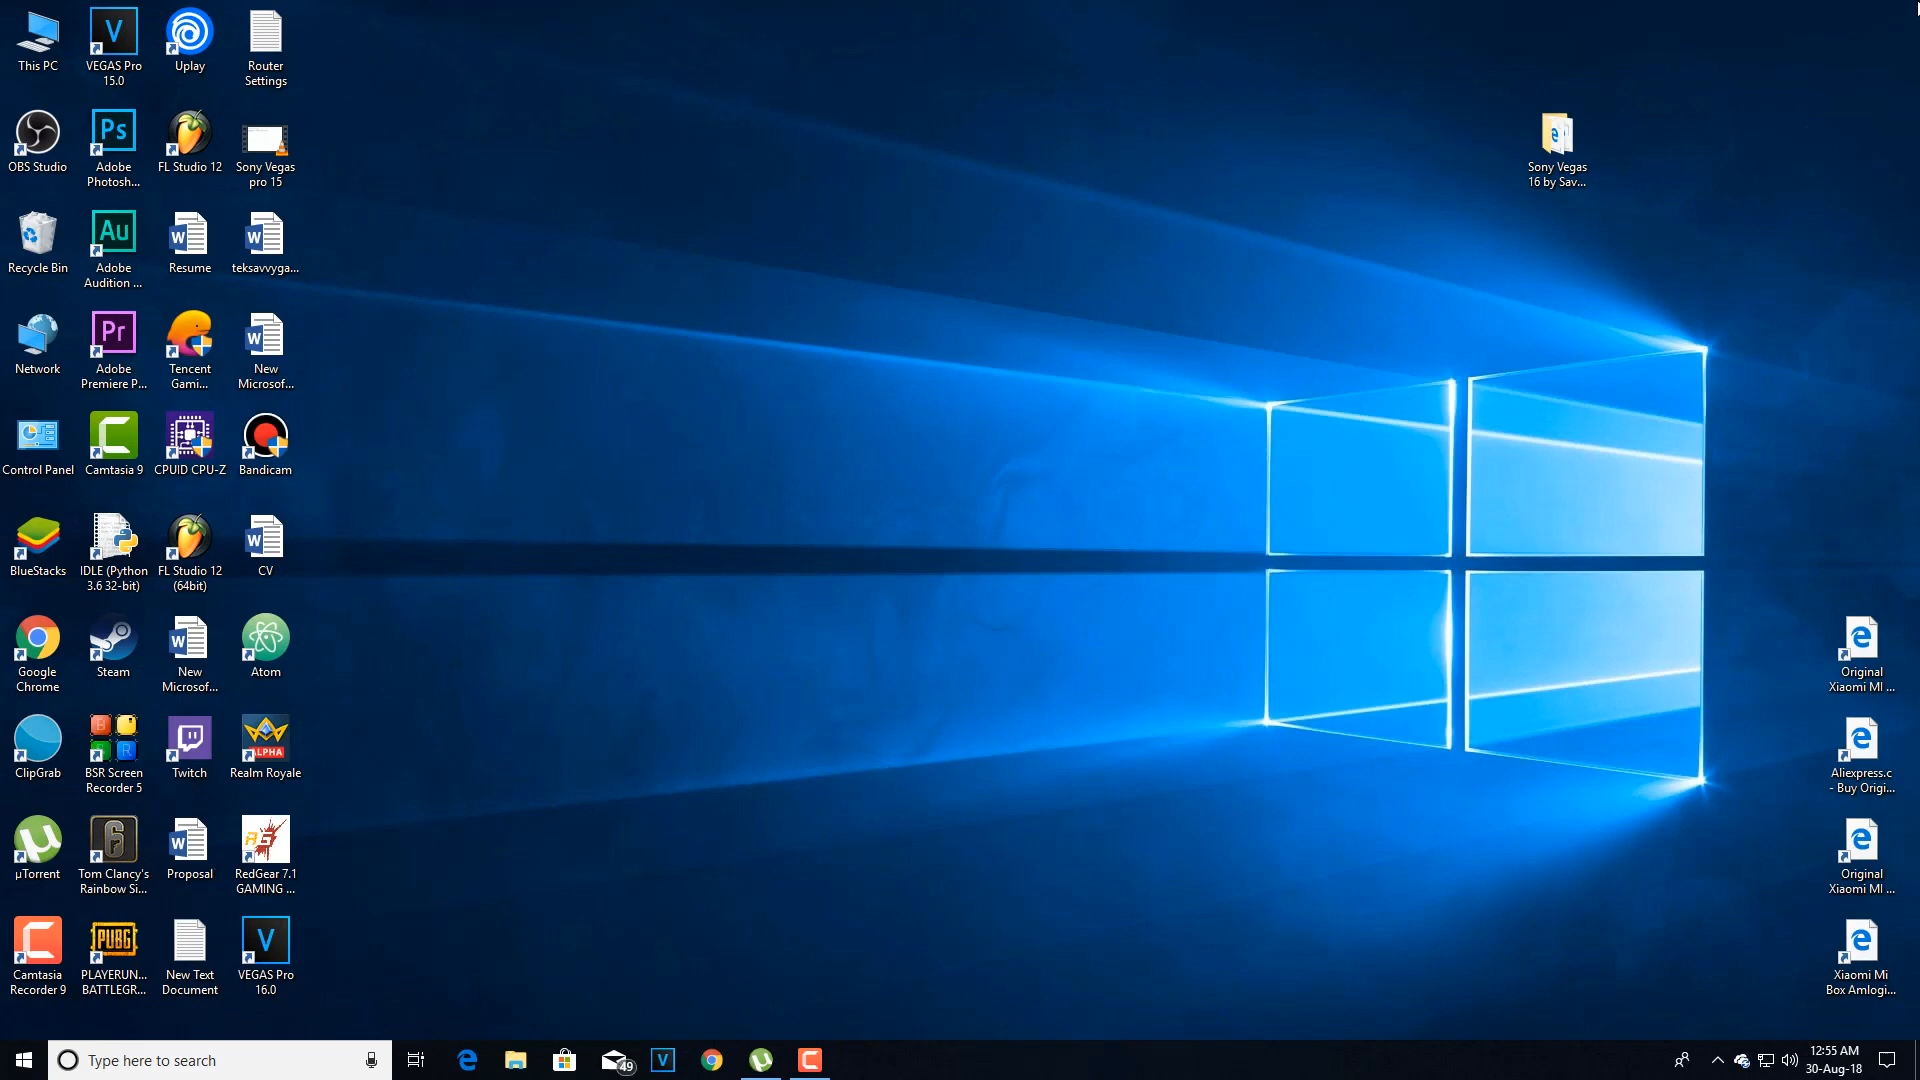 This PC
VEGAS Pro
15.0
Uplay
Router
Settings
OBS Studio
Ps
Adobe
Photosh...
FL Studio 12
Sony Vegas
pro 15
Sony Vegas
16 by Sav...
Recycle Bin
Au
Adobe
Audition ...
Resume
teksavvyga...
Network
Pr
Adobe
Premiere P...
Tencent
Gami...
New
Microsof...
Control Panel
Camtasia 9
CPUID CPU-Z
Bandicam
BlueStacks
IDLE (Python
3.6 32-bit)
FL Studio 12
(64bit)
CV
Google
Chrome
Steam
New
Microsof...
Atom
Original
Xiaomi MI ...
ClipGrab
B
R
BSR Screen
Recorder 5
Twitch
ALPHA
Realm Royale
Aliexpress.c
- Buy Origi...
µTorrent
6
Tom Clancy's
Rainbow Si...
Proposal
RedGear 7.1
GAMING ...
Original
Xiaomi MI ...
Camtasia
Recorder 9
PUBG
PLAYERUN...
BATTLEGR...
New Text
Document
V
VEGAS Pro
16.0
Xiaomi Mi
Box Amlogi...
Type here to search
49
V
12:55 AM
30-Aug-18